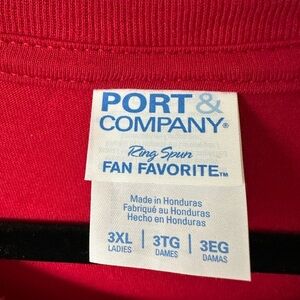 PORT &
COMPANY®
Ring Spun
FAN FAVORITE™
Made in Honduras
Fabriqué au Honduras
Hecho en Honduras
3XL | 3TG | 3EG
LADIES DAMES DAMAS